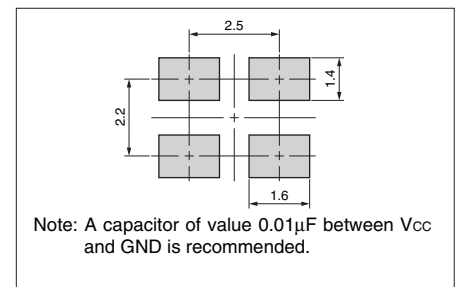 2.5
1.4
2.2
1.6
Note: A capacitor of value 0.01μF between Vcc
and GND is recommended.